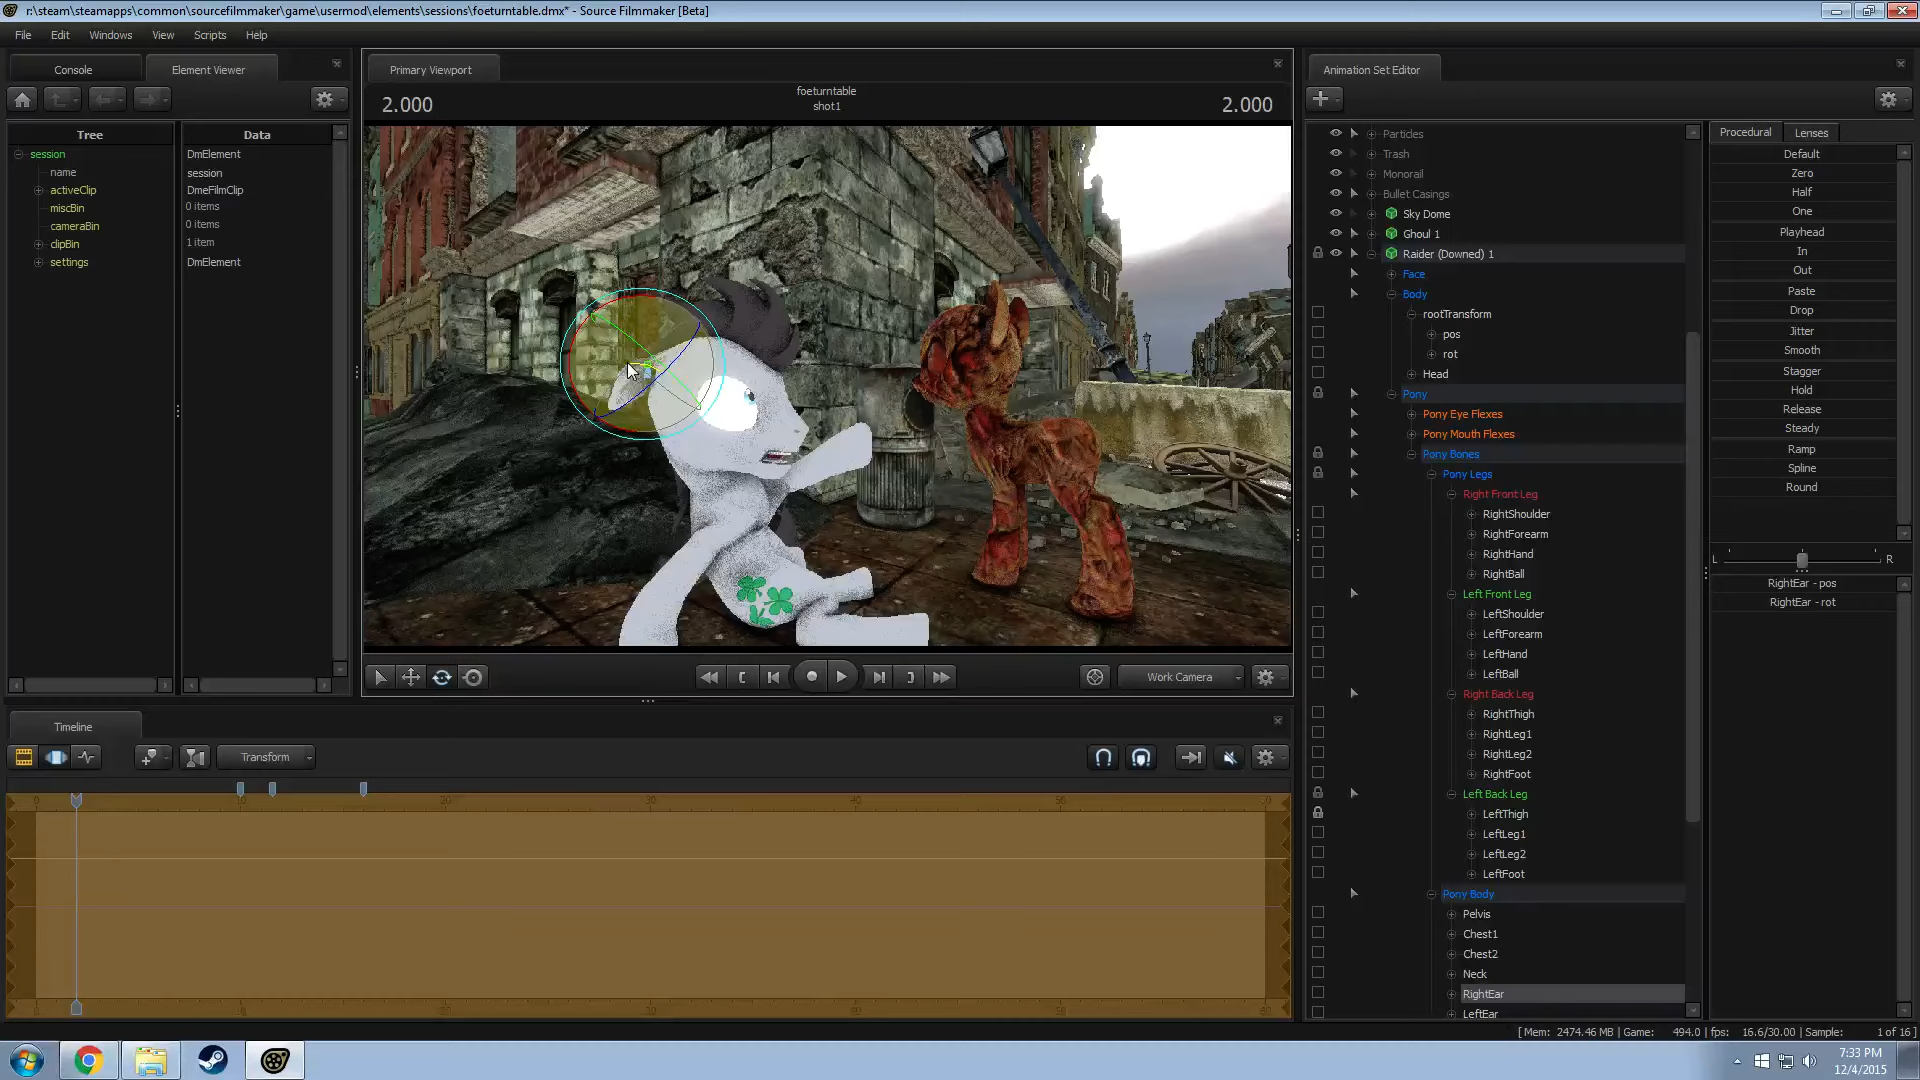 r:\steam\steamapps\common\sourcefilmmaker\game\usermod\elements\sessions\foeturntable.dmx* - Source Filmmaker [Beta]
File Edit Windows View Scripts Help
Console
Element Viewer
Tree
Data
session
DmElement
name
session
activeClip
DmeFilmClip
miscBin
0 items
cameraBin
0 items
clipBin
1 item
settings
DmElement
Primary Viewport
2.000
foeturntable
shot1
2.000
Work Camera
Timeline
Transform
0
10
20
30
40
50
60
Animation Set Editor
Particles
Trash
Monorail
Bullet Casings
Sky Dome
Ghoul 1
Raider (Downed) 1
Face
Body
rootTransform
pos
rot
Head
Pony
Pony Eye Flexes
Pony Mouth Flexes
Pony Bones
Pony Legs
Right Front Leg
RightShoulder
RightForearm
RightHand
RightBall
Left Front Leg
LeftShoulder
LeftForearm
LeftHand
LeftBall
Right Back Leg
RightThigh
RightLeg1
RightLeg2
RightFoot
Left Back Leg
LeftThigh
LeftLeg1
LeftLeg2
LeftFoot
Pony Body
Pelvis
Chest1
Chest2
Neck
RightEar
LeftEar
Procedural
Lenses
Default
Zero
Half
One
Playhead
In
Out
Paste
Drop
Jitter
Smooth
Stagger
Hold
Release
Steady
Ramp
Spline
Round
L
R
RightEar - pos
RightEar - rot
[ Mem: 2474.46 MB | Game: 494.0 | fps: 16.6/30.00 | Sample: 1 of 16 ]
7:33 PM
12/4/2015